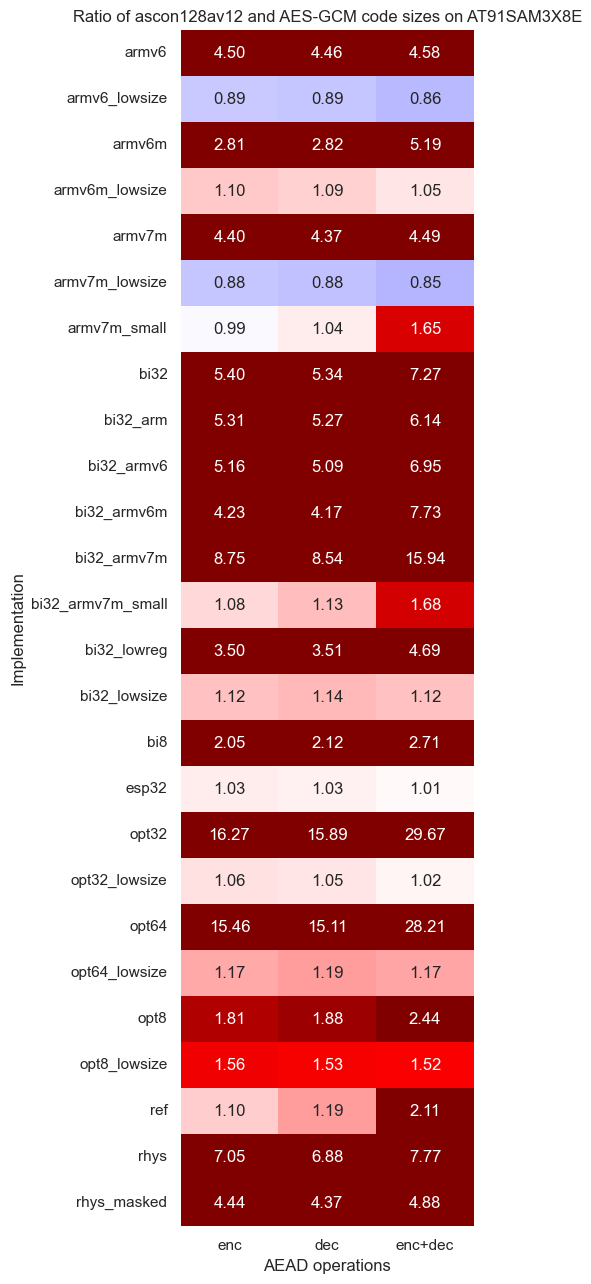 Ratio of ascon128av12 and AES-GCM code sizes on AT91SAM3X8E
armv6 4.50 4.46 4.58
armv6_lowsize 0.89 0.89 0.86
armv6m 2.81 2.82 5.19
armv6m_lowsize 1.10 1.09 1.05
armv7m 4.40 4.37 4.49
armv7m_lowsize 0.88 0.88 0.85
armv7m_small 0.99 1.04 1.65
bi32 5.40 5.34 7.27
bi32_arm 5.31 5.27 6.14
bi32_armv6 5.16 5.09 6.95
bi32_armv6m 4.23 4.17 7.73
bi32_armv7m 8.75 8.54 15.94
bi32_armv7m_small 1.08 1.13 1.68
bi32_lowreg 3.50 3.51 4.69
bi32_lowsize 1.12 1.14 1.12
bi8 2.05 2.12 2.71
esp32 1.03 1.03 1.01
opt32 16.27 15.89 29.67
opt32_lowsize 1.06 1.05 1.02
opt64 15.46 15.11 28.21
opt64_lowsize 1.17 1.19 1.17
opt8 1.81 1.88 2.44
opt8_lowsize 1.56 1.53 1.52
ref 1.10 1.19 2.11
rhys 7.05 6.88 7.77
rhys_masked 4.44 4.37 4.88
enc dec enc+dec
AEAD operations
Implementation